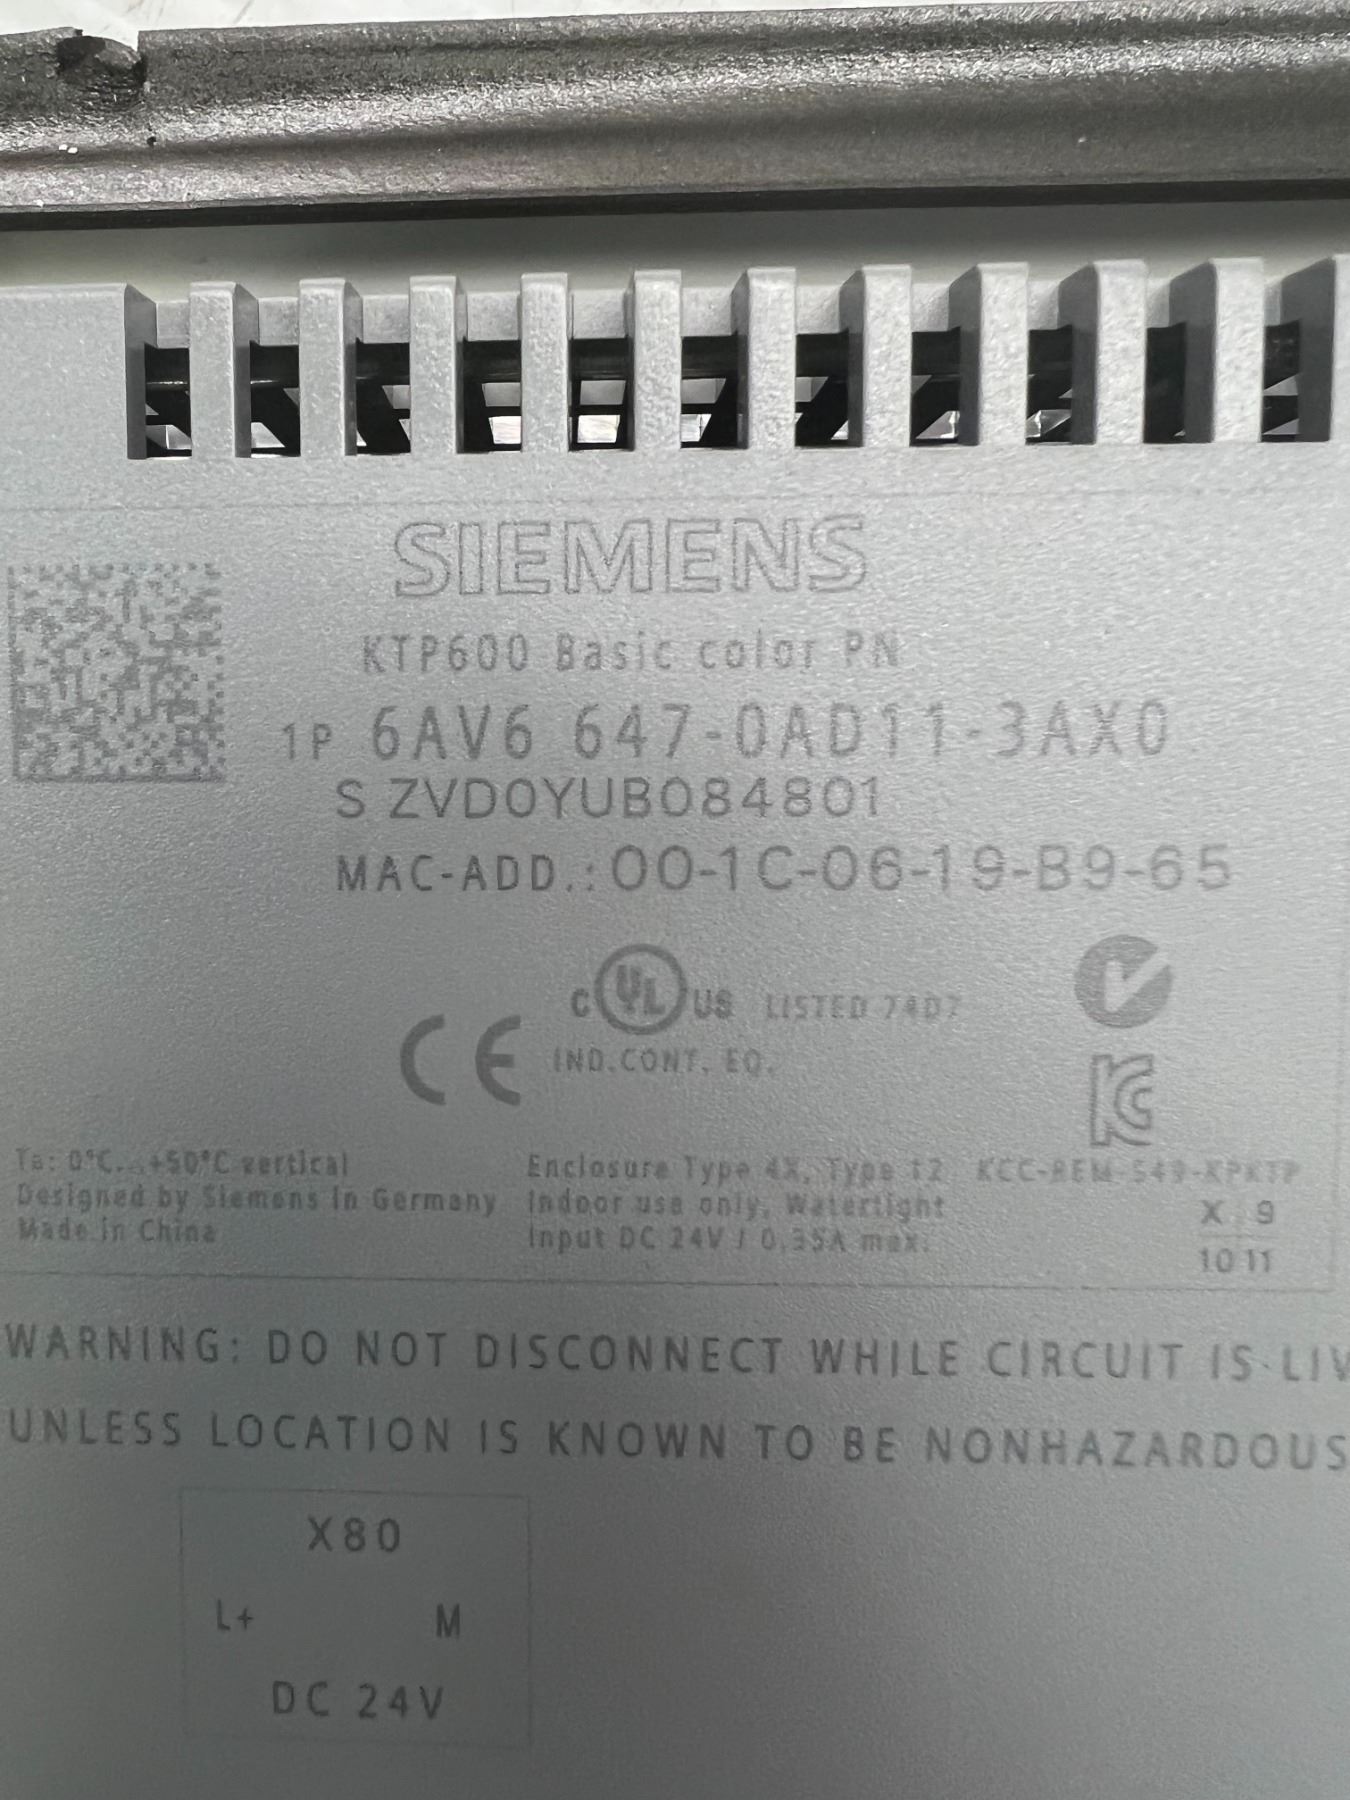 SIEMENS
KTP600 Basic color PN
1P 6AV6 647-0AD11-3AX0
S ZVD0YUB084801
MAC-ADD.: 00-1C-06-19-B9-65
C UL US LISTED 74D7
CE IND.CONT. EQ.
Ta: 0°C...+50°C vertical
Designed by Siemens in Germany
Made in China
Enclosure Type 4X, Type 12
Indoor use only, Watertight
Input DC 24V / 0,35A max.
KCC-REM-S49-XPKTP
X 9
10 11
WARNING: DO NOT DISCONNECT WHILE CIRCUIT IS LIV
UNLESS LOCATION IS KNOWN TO BE NONHAZARDOUS
X80
L+ M
DC 24V